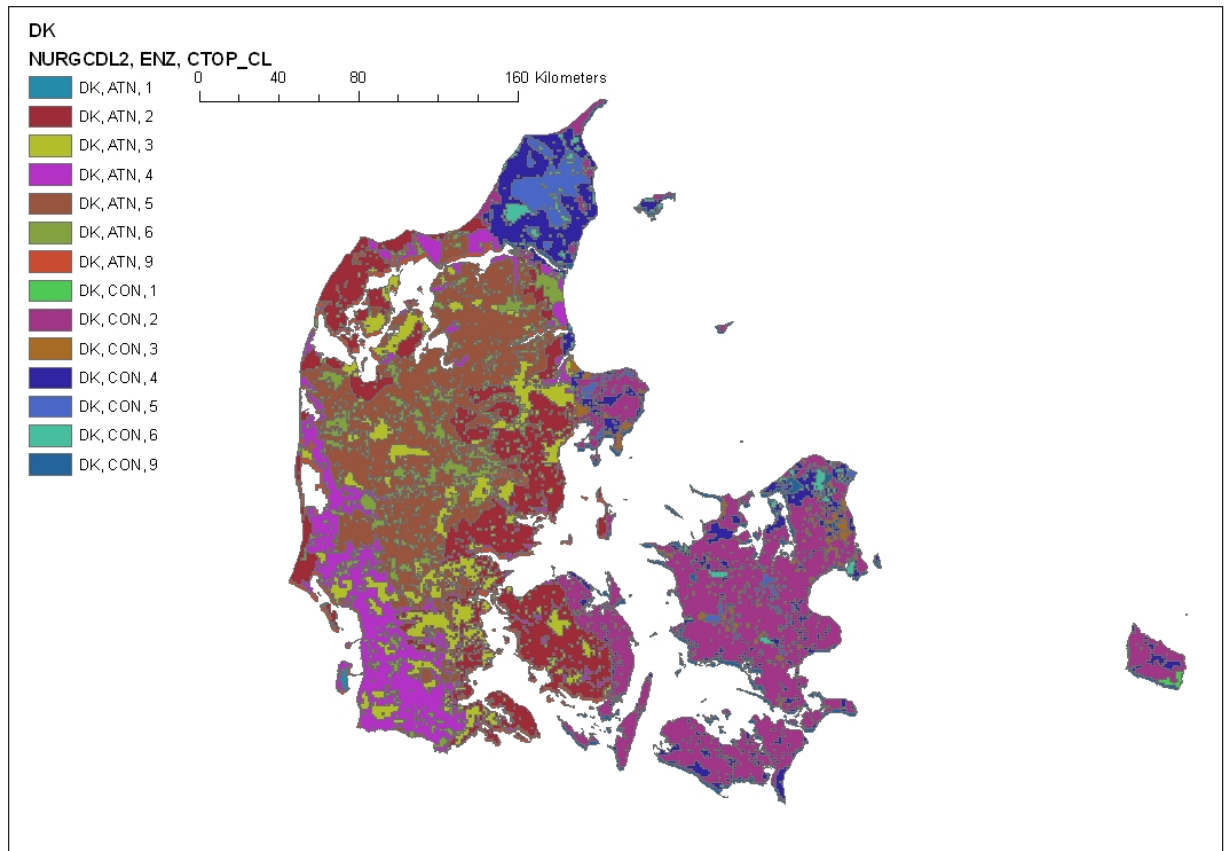 DK
NURGCDL2, ENZ, CTOP_CL
0 40 80 160 Kilometers
DK, ATN, 1
DK, ATN, 2
DK, ATN, 3
DK, ATN, 4
DK, ATN, 5
DK, ATN, 6
DK, ATN, 9
DK, CON, 1
DK, CON, 2
DK, CON, 3
DK, CON, 4
DK, CON, 5
DK, CON, 6
DK, CON, 9